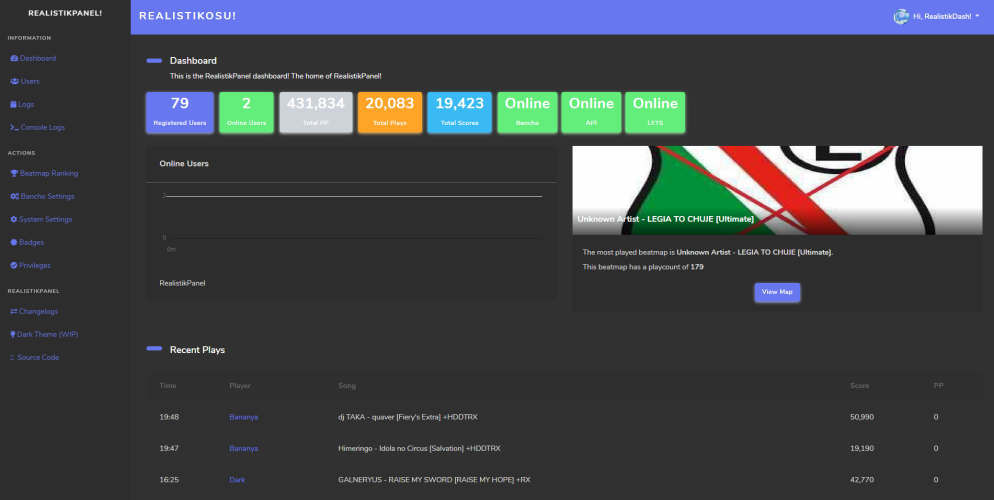 REALISTIKPANEL!
REALISTIKOSU!
Hi, RealistikDash!
INFORMATION
Dashboard
Users
Logs
Console Logs
ACTIONS
Beatmap Ranking
Bancho Settings
System Settings
Badges
Privileges
REALISTIKPANEL
Changelogs
Dark Theme (WIP)
Source Code
Dashboard
This is the RealistikPanel dashboard! The home of RealistikPanel!
79
Registered Users
2
Online Users
431,834
Total PP
20,083
Total Plays
19,423
Total Scores
Online
Bancho
Online
API
Online
LETS
Online Users
2
0
0m
RealistikPanel
L
Unknown Artist - LEGIA TO CHUJE [Ultimate]
The most played beatmap is Unknown Artist - LEGIA TO CHUJE [Ultimate].
This beatmap has a playcount of 179
View Map
Recent Plays
Time Player Song Score PP
19:48 Bananya dj TAKA - quaver [Fiery's Extra] +HDDTRX 50,990 0
19:47 Bananya Himeringo - Idola no Circus [Salvation] +HDDTRX 19,190 0
16:25 Dark GALNERYUS - RAISE MY SWORD [RAISE MY HOPE] +RX 42,770 0